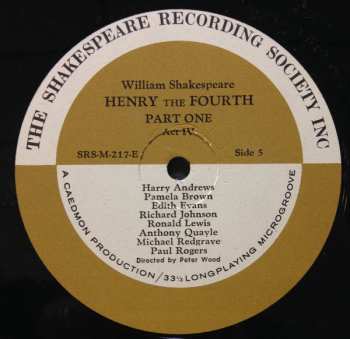 THE SHAKESPEARE RECORDING SOCIETY INC
William Shakespeare
HENRY THE FOURTH
PART ONE
Act IV
SRS-M-217-E Side 5
Harry Andrews
Pamela Brown
Edith Evans
Richard Johnson
Ronald Lewis
Anthony Quayle
Michael Redgrave
Paul Rogers
Directed by Peter Wood
A CAEDMON PRODUCTION/33⅓ LONGPLAYING MICROGROOVE